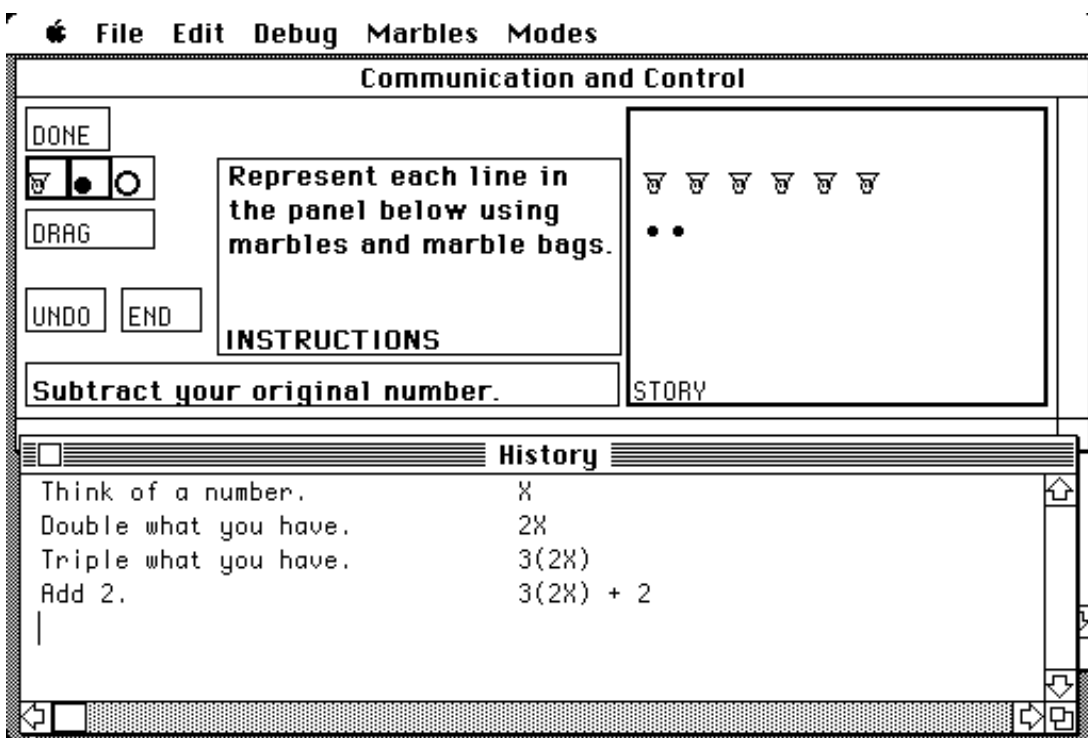 File Edit Debug Marbles Modes
Communication and Control
DONE
DRAG
UNDO END
Represent each line in
the panel below using
marbles and marble bags.
INSTRUCTIONS
Subtract your original number.
STORY
History
Think of a number. X
Double what you have. 2X
Triple what you have. 3(2X)
Add 2. 3(2X) + 2